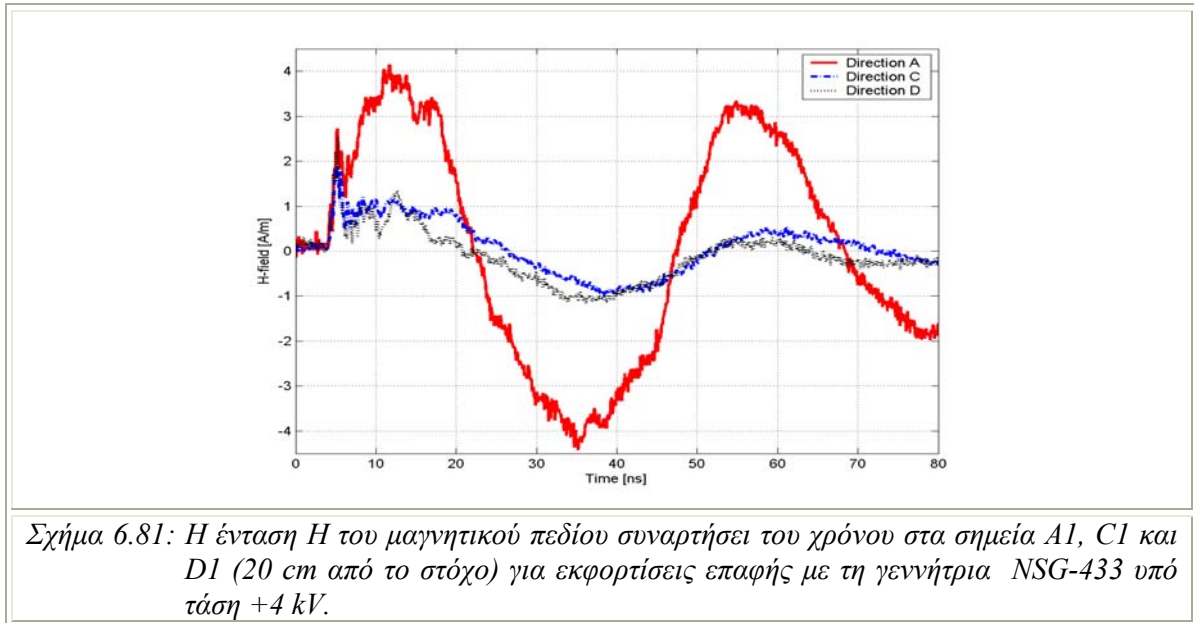 Direction A
Direction C
Direction D
4
3
2
1
0
-1
-2
-3
-4
H-field [A/m]
0 10 20 30 40 50 60 70 80
Time [ns]
Σχήμα 6.81: Η ένταση Η του μαγνητικού πεδίου συναρτήσει του χρόνου στα σημεία Α1, C1 και
D1 (20 cm από το στόχο) για εκφορτίσεις επαφής με τη γεννήτρια NSG-433 υπό
τάση +4 kV.